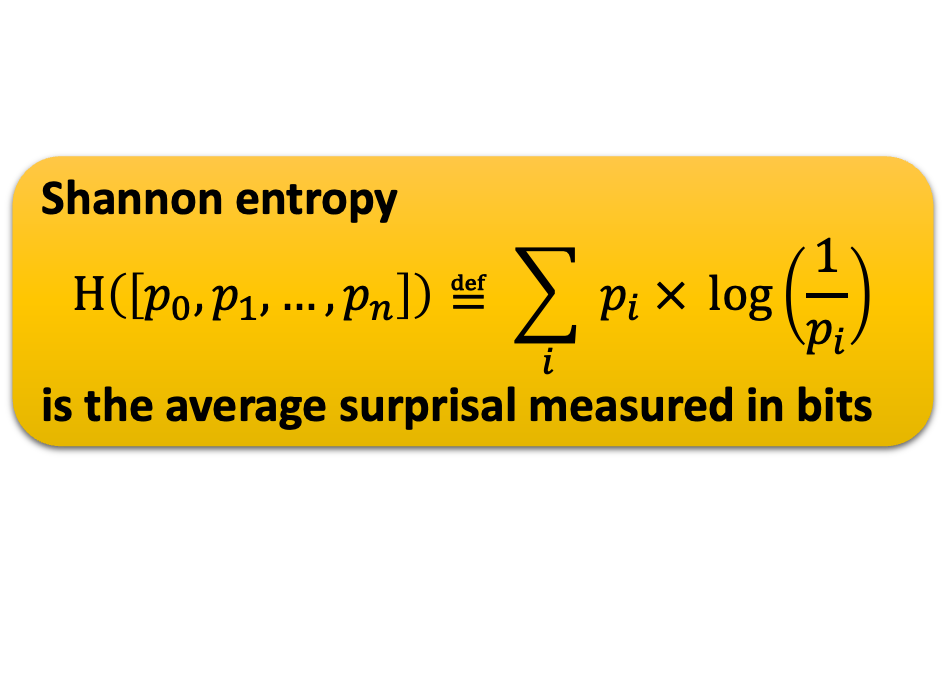 Shannon entropy
H([p₀, p₁, … , pₙ]) ≝ ∑ᵢ pᵢ × log(1/pᵢ)
is the average surprisal measured in bits